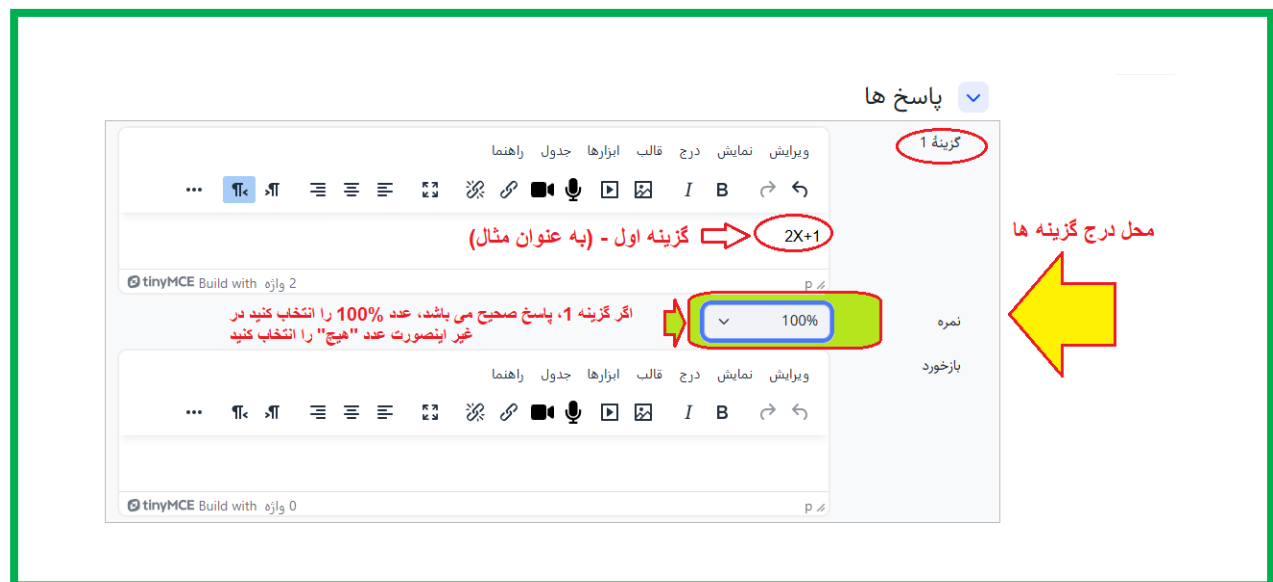 پاسخ ها
گزینهٔ 1
ویرایش نمایش درج قالب ابزارها جدول راهنما
B I
2X+1
گزینه اول - (به عنوان مثال)
محل درج گزینه ها
p
2 واژه Build with tinyMCE
نمره
100%
اگر گزینه 1، پاسخ صحیح می باشد، عدد 100% را انتخاب کنید در
غیر اینصورت عدد "هیچ" را انتخاب کنید
بازخورد
ویرایش نمایش درج قالب ابزارها جدول راهنما
B I
p
0 واژه Build with tinyMCE